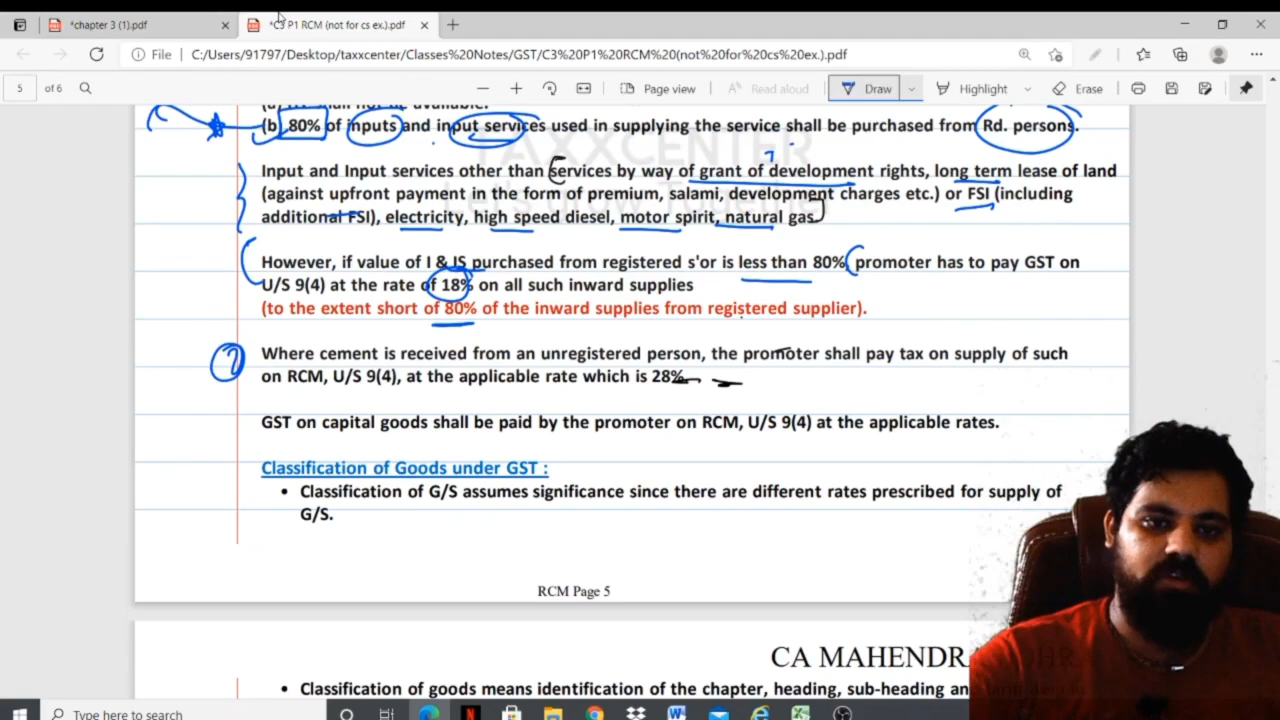 *chapter 3 (1).pdf
*C3 P1 RCM (not for cs ex.).pdf
File
C:/Users/91797/Desktop/taxxcenter/Classes%20Notes/GST/C3%20P1%20RCM%20(not%20for%20cs%20ex.).pdf
5 of 6
Page view
Read aloud
Draw
Highlight
Erase
(b) 80% of inputs and input services used in supplying the service shall be purchased from Rd. persons.
TAXXCENTER
Let's Grow Together
Input and Input services other than services by way of grant of development rights, long term lease of land
(against upfront payment in the form of premium, salami, development charges etc.) or FSI (including
additional FSI), electricity, high speed diesel, motor spirit, natural gas
However, if value of I & IS purchased from registered s'or is less than 80%, promoter has to pay GST on
U/S 9(4) at the rate of 18% on all such inward supplies
(to the extent short of 80% of the inward supplies from registered supplier).
Where cement is received from an unregistered person, the promoter shall pay tax on supply of such
on RCM, U/S 9(4), at the applicable rate which is 28%
GST on capital goods shall be paid by the promoter on RCM, U/S 9(4) at the applicable rates.
Classification of Goods under GST :
• Classification of G/S assumes significance since there are different rates prescribed for supply of
G/S.
RCM Page 5
CA MAHENDRA
• Classification of goods means identification of the chapter, heading, sub-heading
Type here to search